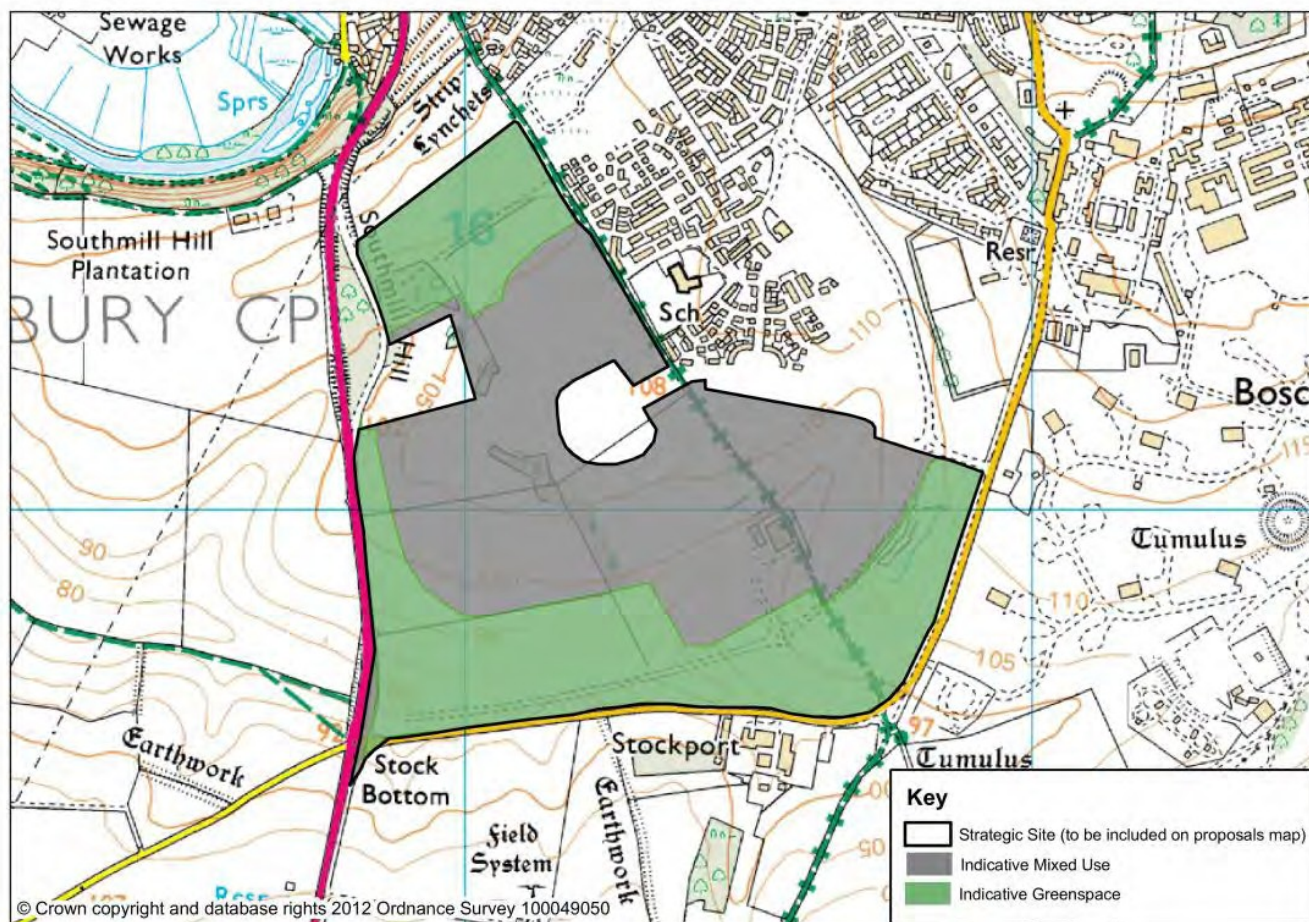 Sewage
Works
Sprs
Strip
Lynchets
Southmill Hill
Plantation
BURY CP
16
Southmill
Hill
105
Sch
108
110
Resr
Bosc
115
Tumulus
90
80
110
105
97
Earthwork
Stock
Bottom
Stockport
Tumulus
Field
System
Earthwork
Key
Strategic Site (to be included on proposals map)
Indicative Mixed Use
Indicative Greenspace
© Crown copyright and database rights 2012 Ordnance Survey 100049050